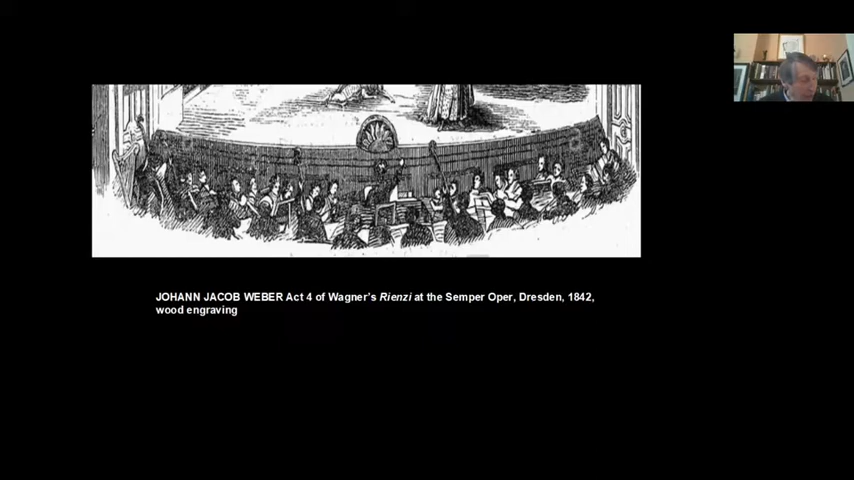 JOHANN JACOB WEBER Act 4 of Wagner's Rienzi at the Semper Oper, Dresden, 1842,
wood engraving